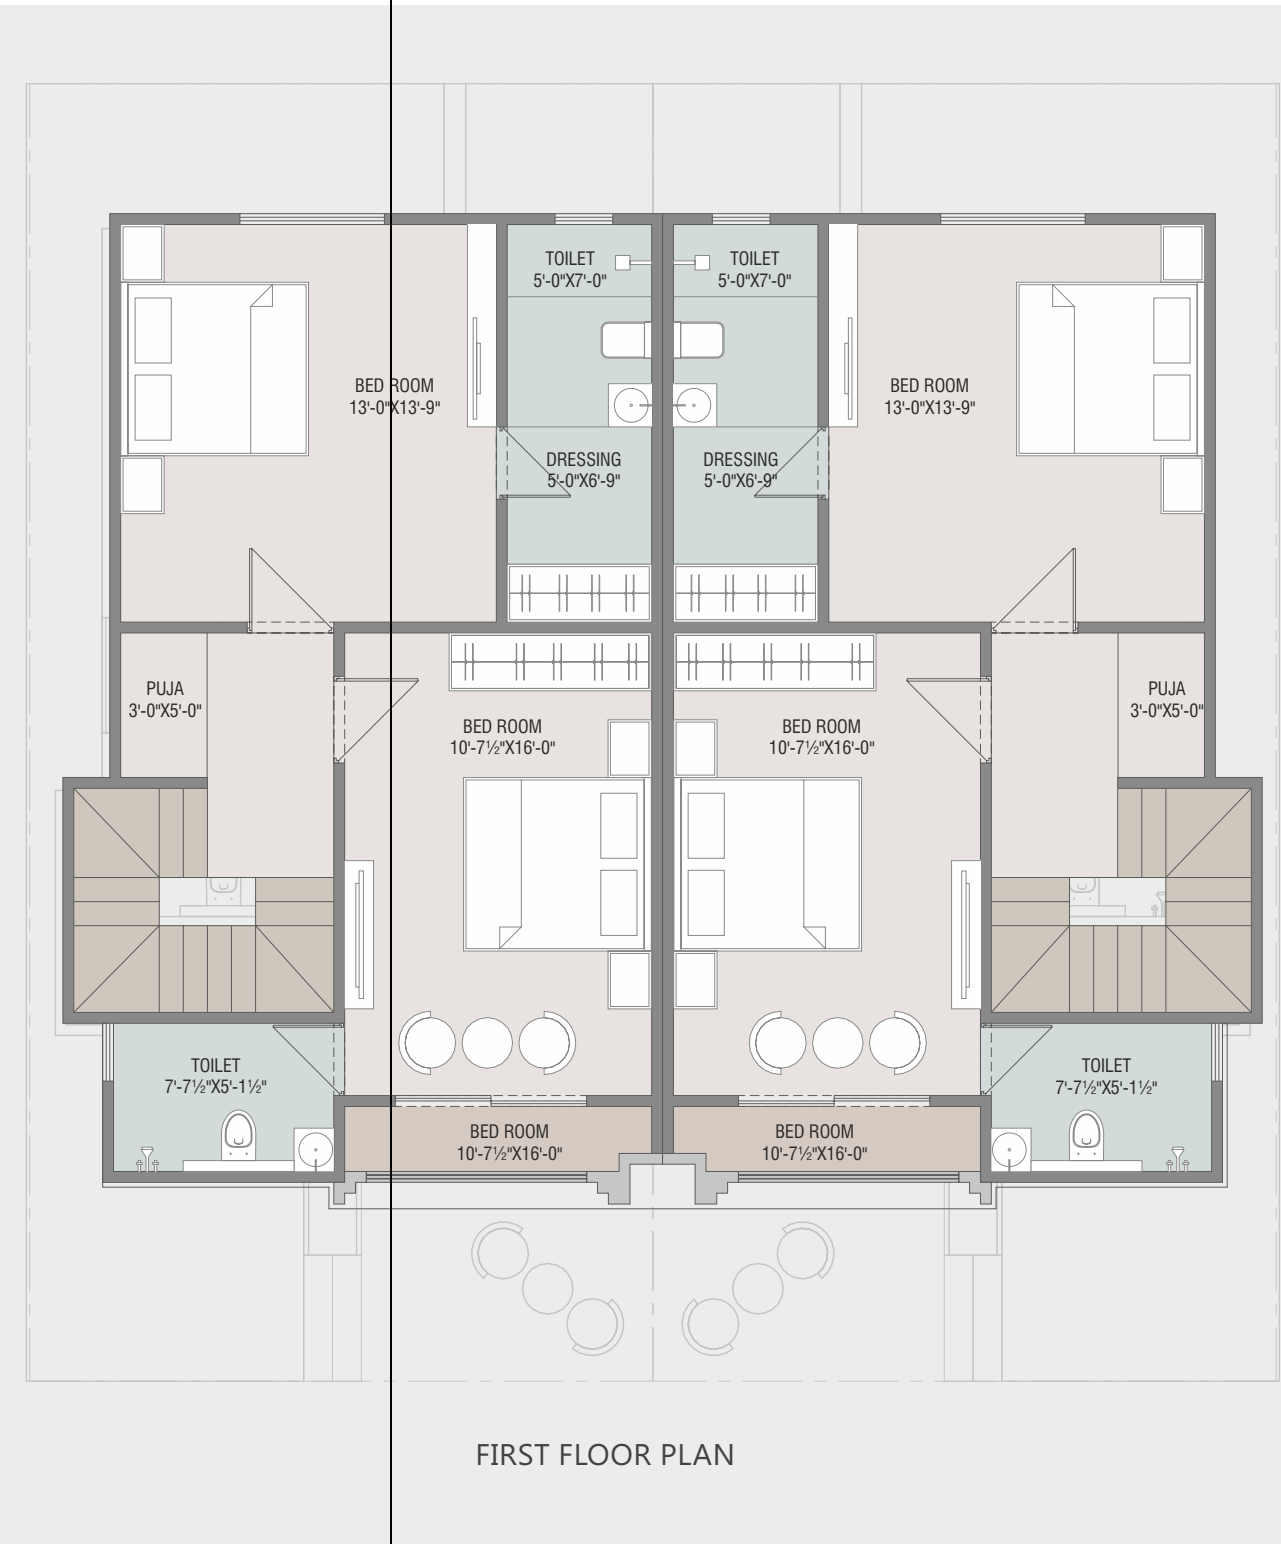 TOILET
5'-0"X7'-0"
TOILET
5'-0"X7'-0"
BED ROOM
13'-0"X13'-9"
BED ROOM
13'-0"X13'-9"
DRESSING
5'-0"X6'-9"
DRESSING
5'-0"X6'-9"
PUJA
3'-0"X5'-0"
BED ROOM
10'-7½"X16'-0"
BED ROOM
10'-7½"X16'-0"
PUJA
3'-0"X5'-0"
TOILET
7'-7½"X5'-1½"
TOILET
7'-7½"X5'-1½"
BED ROOM
10'-7½"X16'-0"
BED ROOM
10'-7½"X16'-0"
FIRST FLOOR PLAN